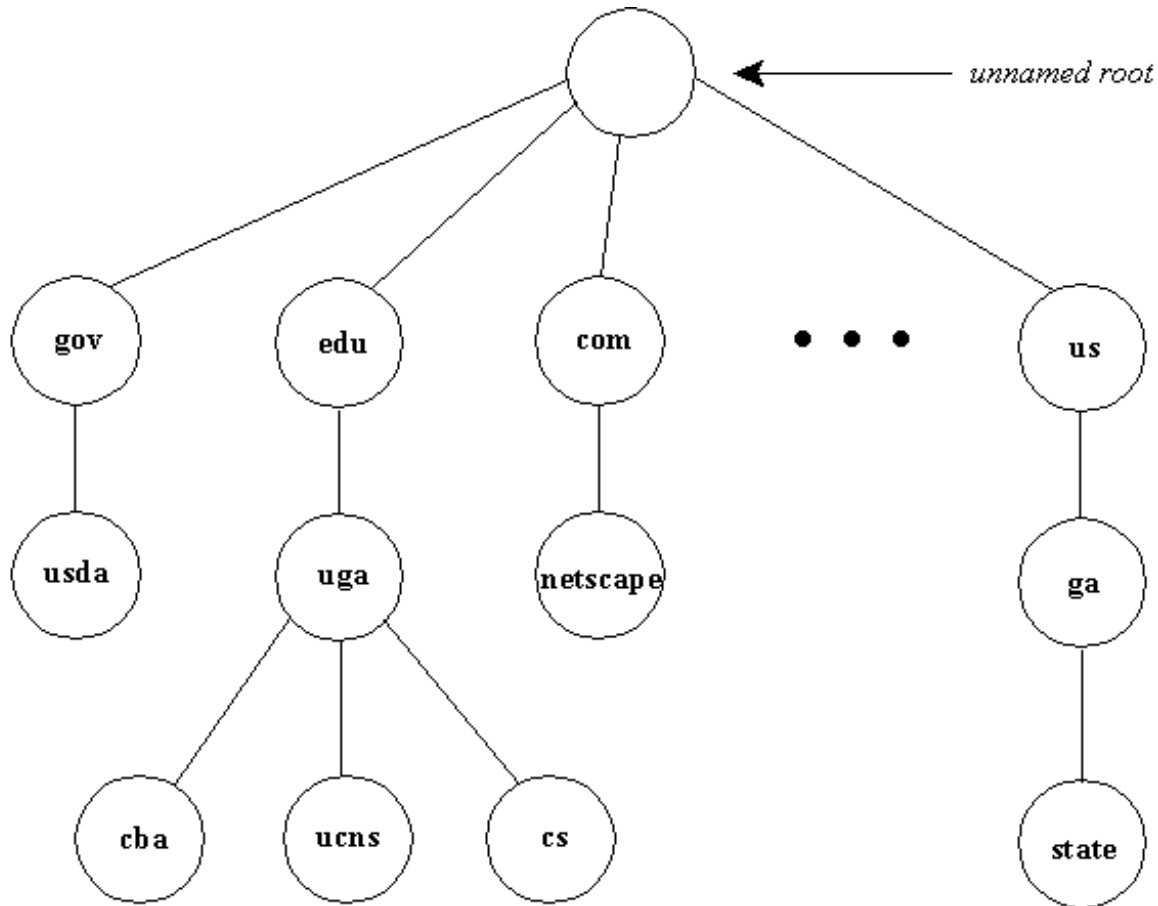 unnamed root
gov
edu
com
us
usda
uga
netscape
ga
cba
ucns
cs
state